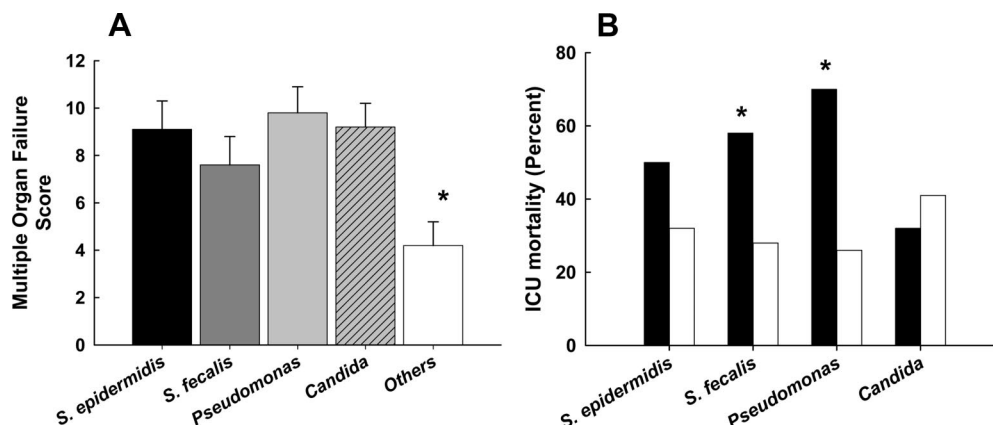 A
Multiple Organ Failure
Score
12
10
8
6
4
2
0
*
S. epidermidis
S. fecalis
Pseudomonas
Candida
Others
B
ICU mortality (Percent)
80
60
40
20
0
*
*
S. epidermidis
S. fecalis
Pseudomonas
Candida